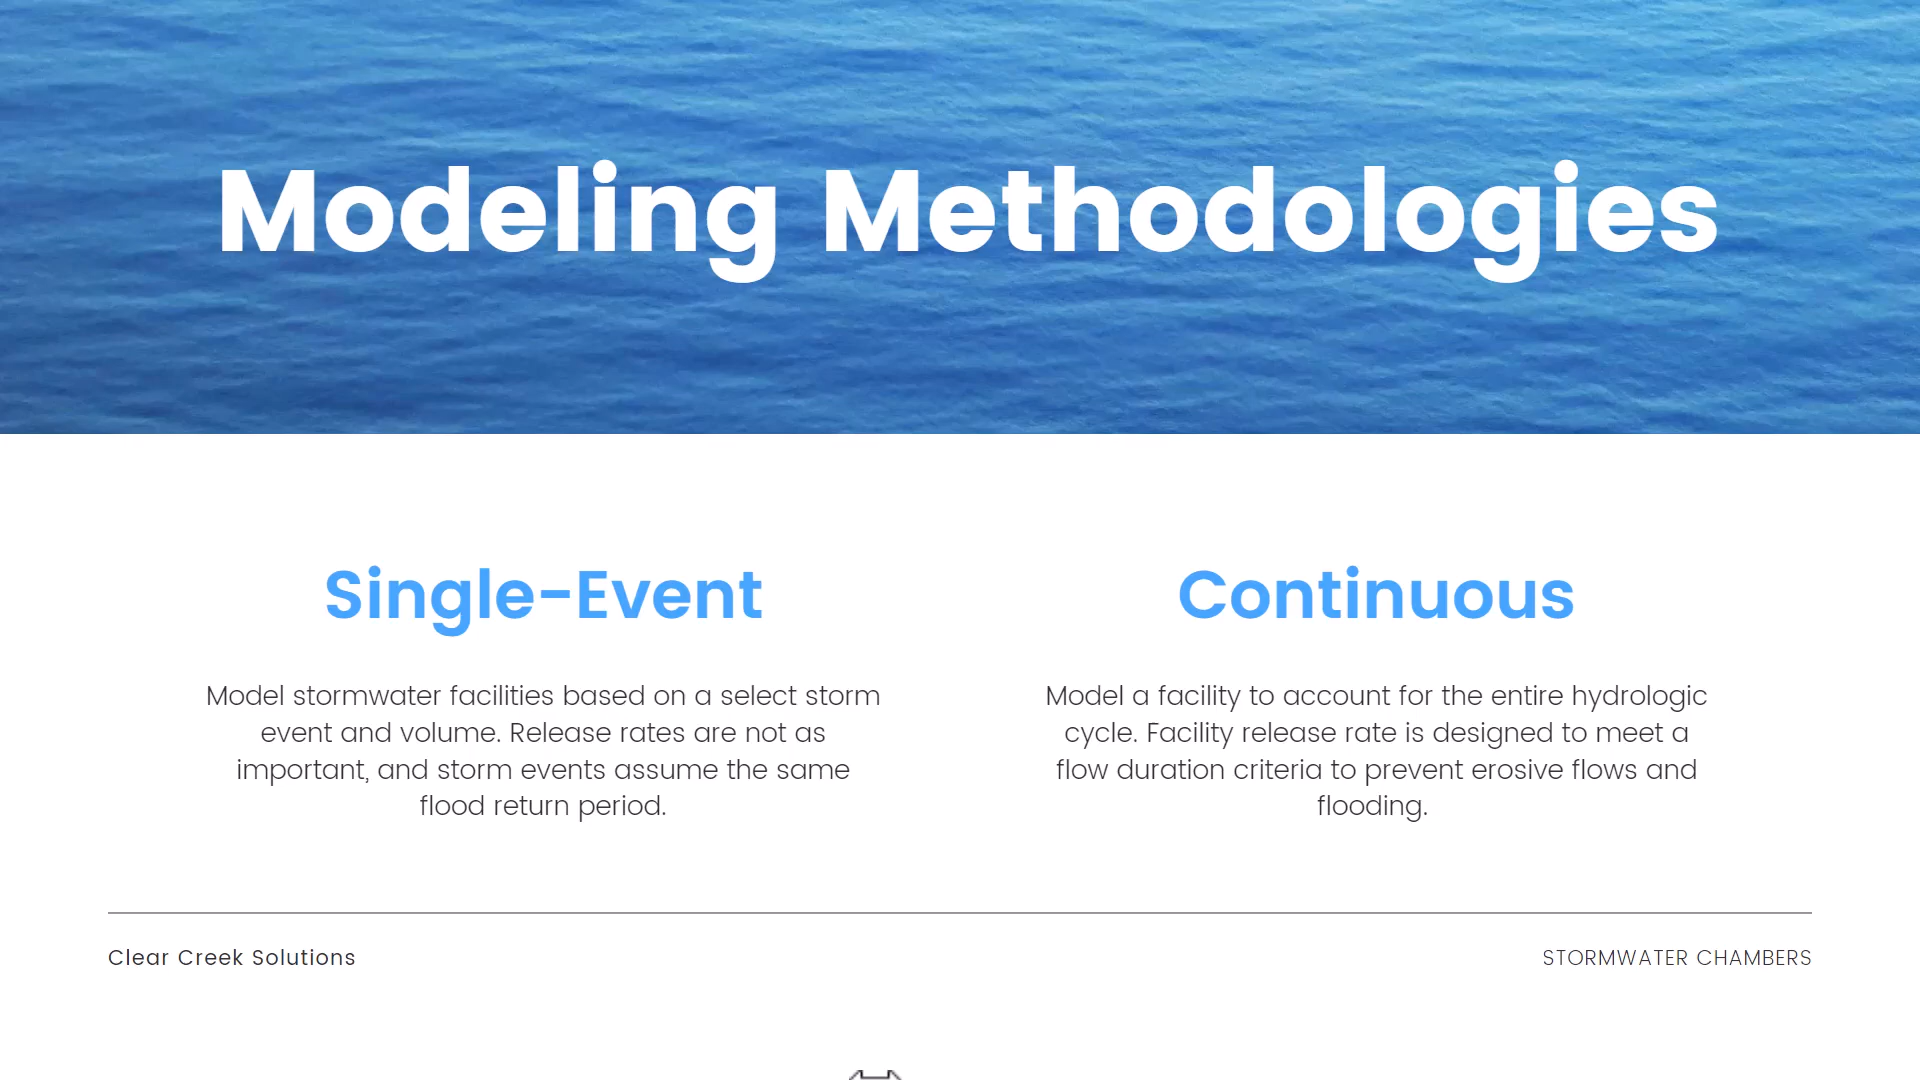 Modeling Methodologies
Single-Event
Model stormwater facilities based on a select storm
event and volume. Release rates are not as
important, and storm events assume the same
flood return period.
Continuous
Model a facility to account for the entire hydrologic
cycle. Facility release rate is designed to meet a
flow duration criteria to prevent erosive flows and
flooding.
Clear Creek Solutions
STORMWATER CHAMBERS